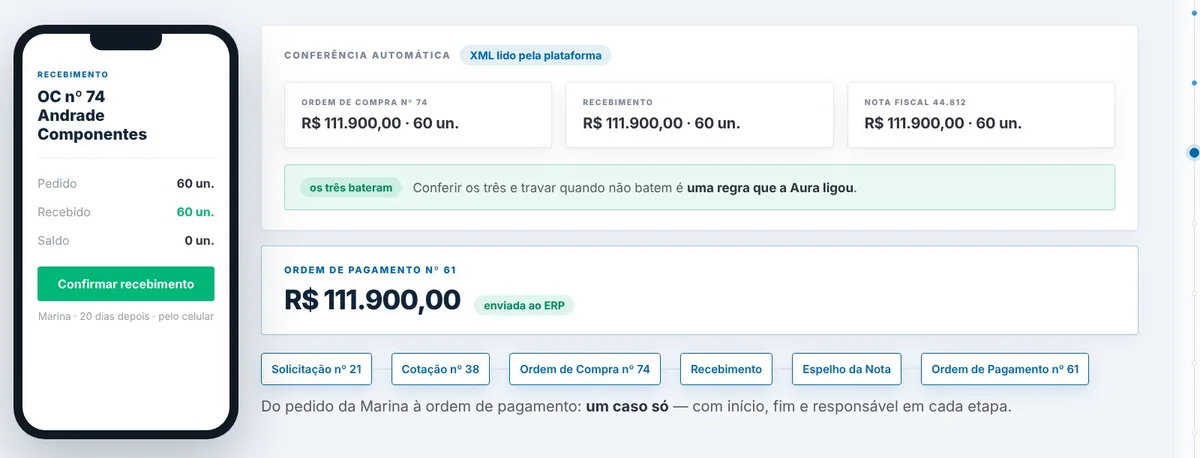 RECEBIMENTO
OC nº 74
Andrade
Componentes
Pedido 60 un.
Recebido 60 un.
Saldo 0 un.
Confirmar recebimento
Marina · 20 dias depois · pelo celular
CONFERÊNCIA AUTOMÁTICA XML lido pela plataforma
ORDEM DE COMPRA Nº 74
R$ 111.900,00 · 60 un.
RECEBIMENTO
R$ 111.900,00 · 60 un.
NOTA FISCAL 44.812
R$ 111.900,00 · 60 un.
os três bateram Conferir os três e travar quando não batem é uma regra que a Aura ligou.
ORDEM DE PAGAMENTO Nº 61
R$ 111.900,00 enviada ao ERP
Solicitação nº 21 Cotação nº 38 Ordem de Compra nº 74 Recebimento Espelho da Nota Ordem de Pagamento nº 61
Do pedido da Marina à ordem de pagamento: um caso só — com início, fim e responsável em cada etapa.